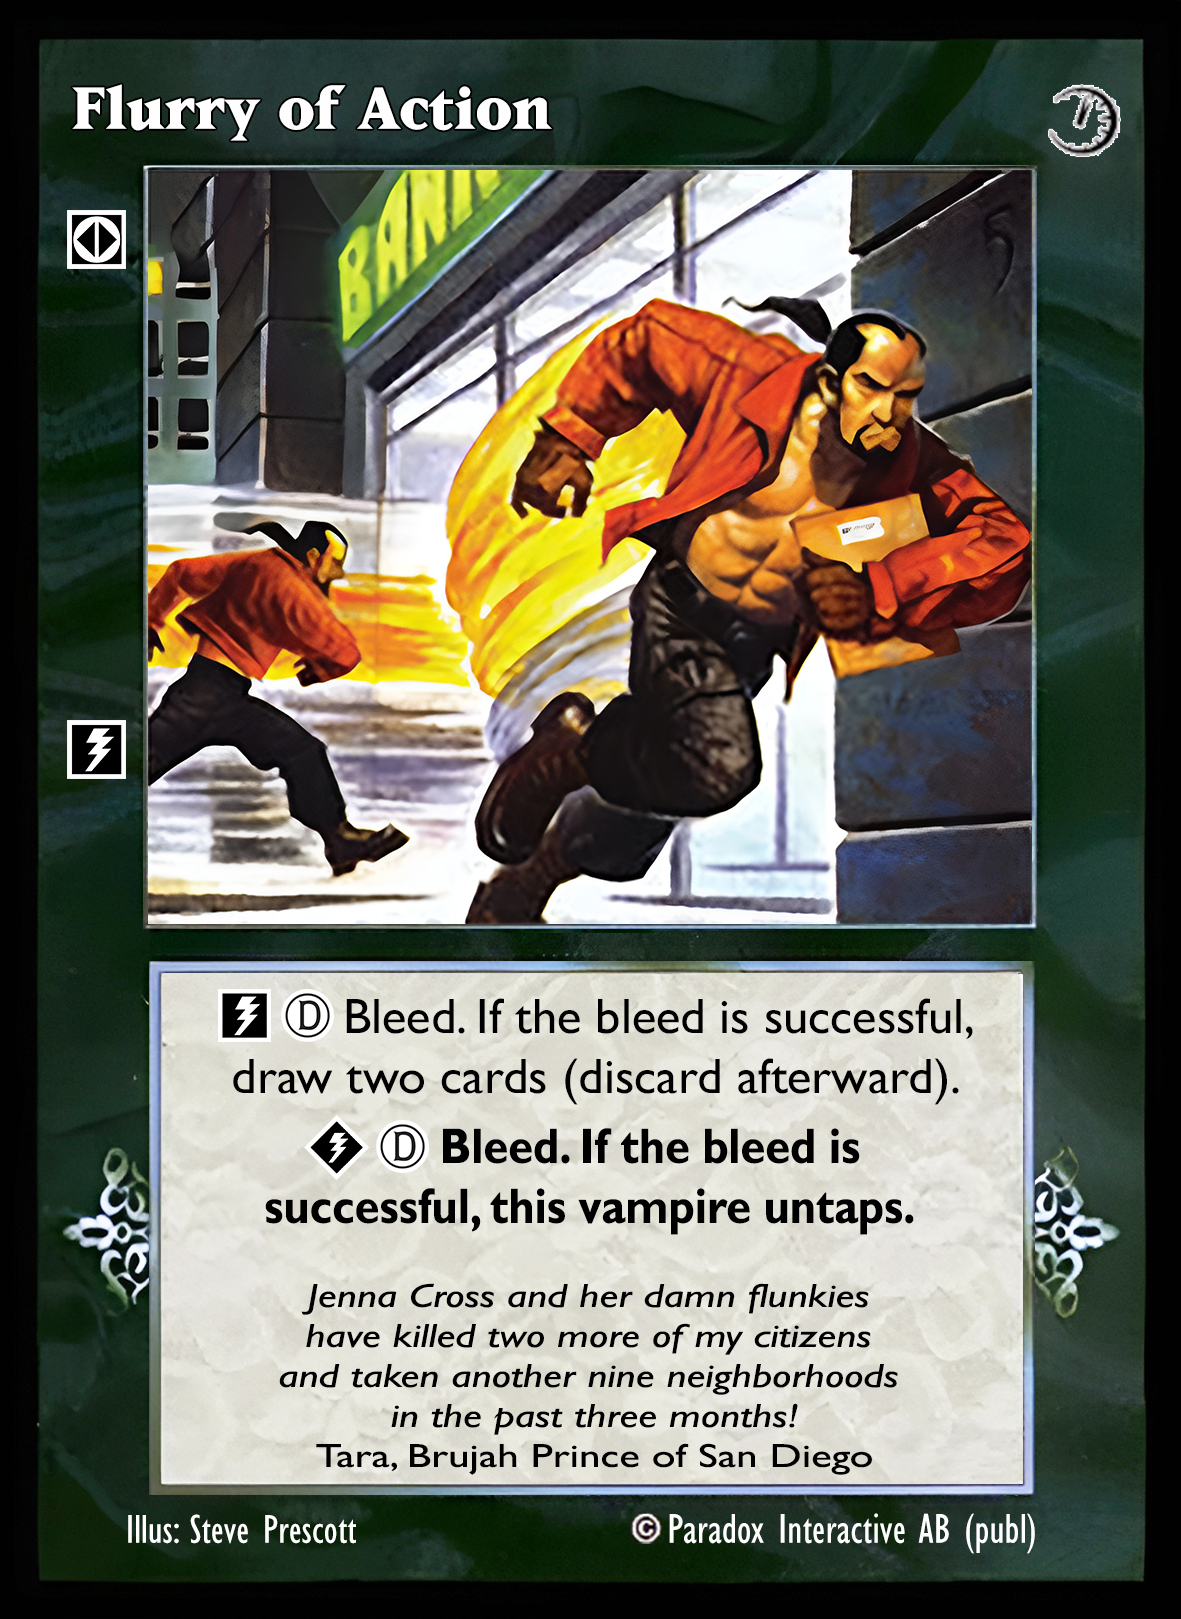 Flurry of Action
BANK
D Bleed. If the bleed is successful,
draw two cards (discard afterward).
D Bleed. If the bleed is
successful, this vampire untaps.
Jenna Cross and her damn flunkies
have killed two more of my citizens
and taken another nine neighborhoods
in the past three months!
Tara, Brujah Prince of San Diego
Illus: Steve Prescott
© Paradox Interactive AB (publ)